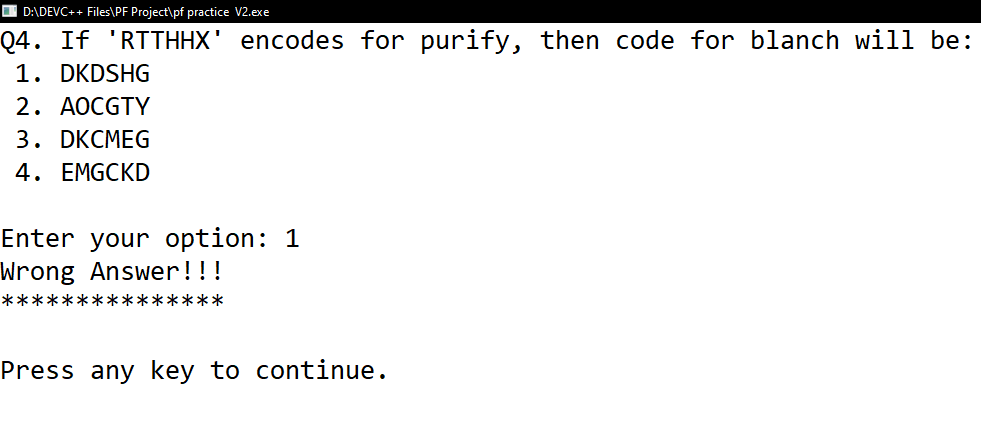 D:\DEVC++ Files\PF Project\pf practice  V2.exe
Q4. If 'RTTHHX' encodes for purify, then code for blanch will be:
1. DKDSHG
2. AOCGTY
3. DKCMEG
4. EMGCKD
Enter your option: 1
Wrong Answer!!!
***************
Press any key to continue.